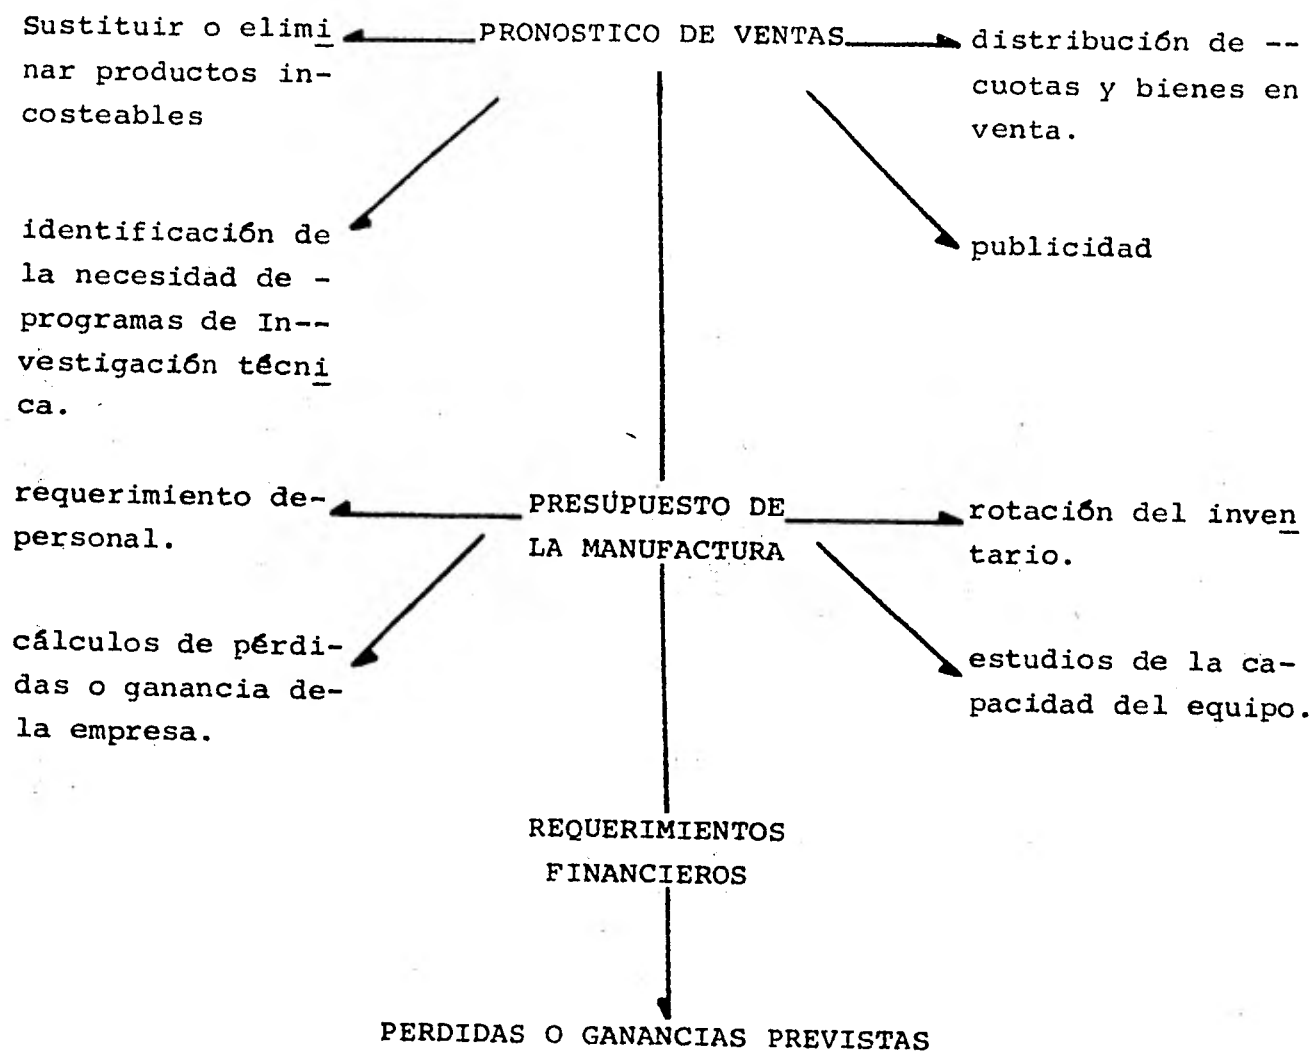 Sustituir o elimi
nar productos in-
costeables
PRONOSTICO DE VENTAS
distribución de --
cuotas y bienes en
venta.
identificación de
la necesidad de -
programas de In--
vestigación técni
ca.
publicidad
requerimiento de-
personal.
PRESUPUESTO DE
LA MANUFACTURA
rotación del inven
tario.
cálculos de pérdi-
das o ganancia de-
la empresa.
estudios de la ca-
pacidad del equipo.
REQUERIMIENTOS
FINANCIEROS
PERDIDAS O GANANCIAS PREVISTAS